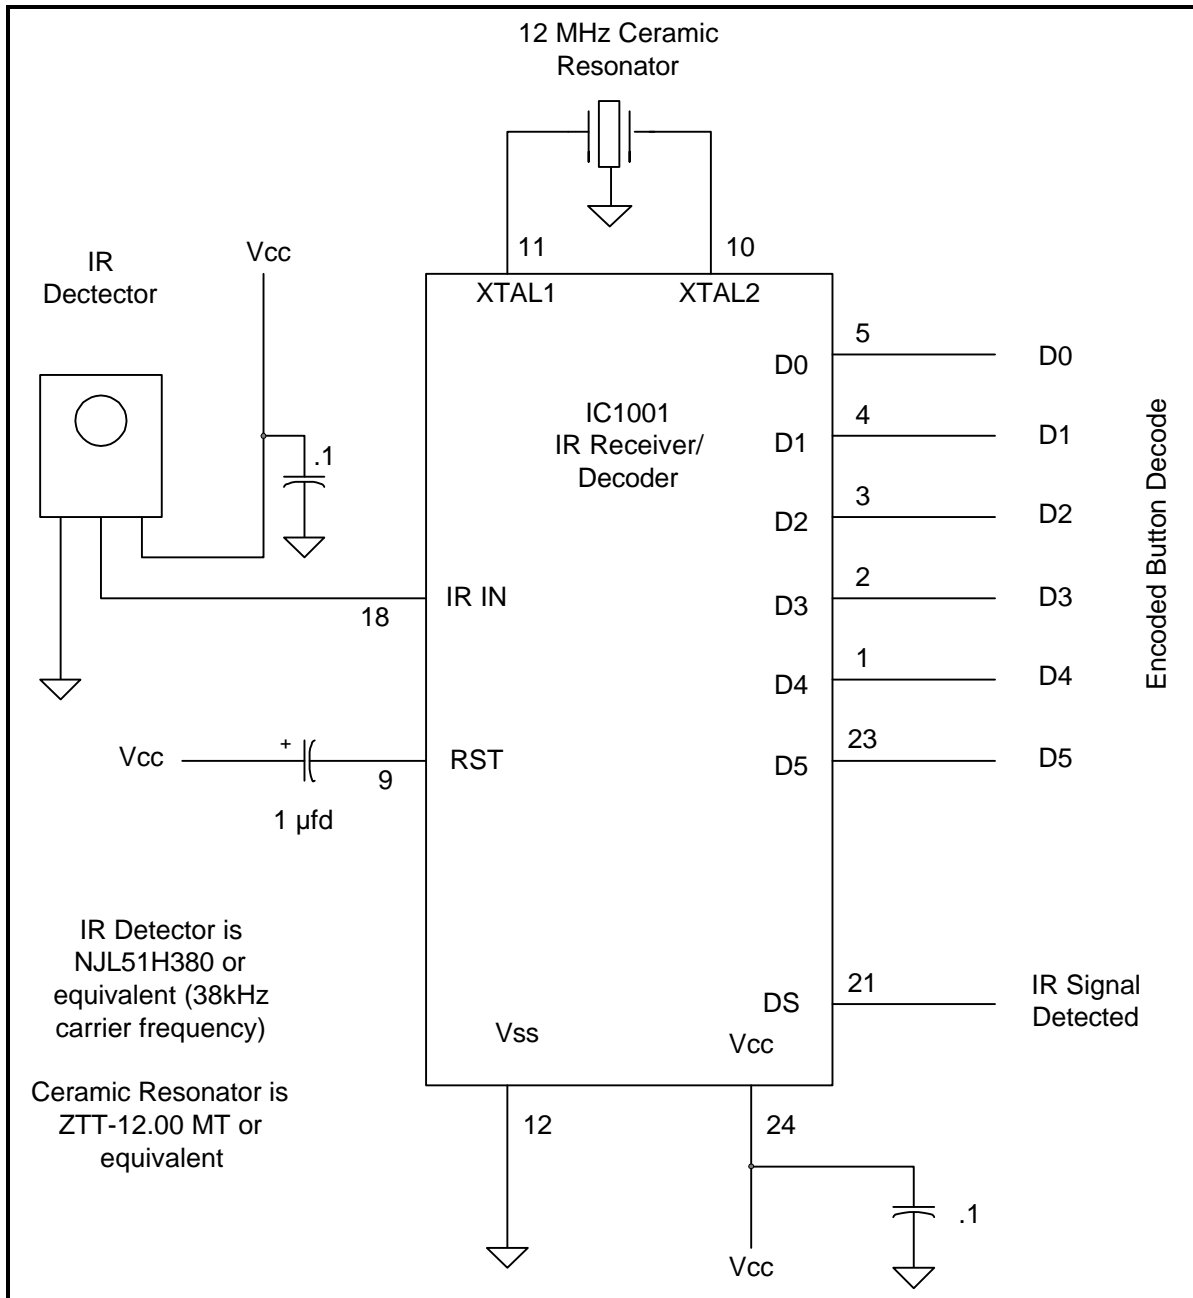 12 MHz Ceramic
Resonator
11
10
XTAL1
XTAL2
IR
Dectector
Vcc
.1
IC1001
IR Receiver/
Decoder
D0
5
D0
D1
4
D1
D2
3
D2
D3
2
D3
D4
1
D4
D5
23
D5
Encoded Button Decode
IR IN
18
Vcc
+
9
RST
1 µfd
IR Detector is
NJL51H380 or
equivalent (38kHz
carrier frequency)
Ceramic Resonator is
ZTT-12.00 MT or
equivalent
DS
21
IR Signal
Detected
Vss
Vcc
12
24
.1
Vcc